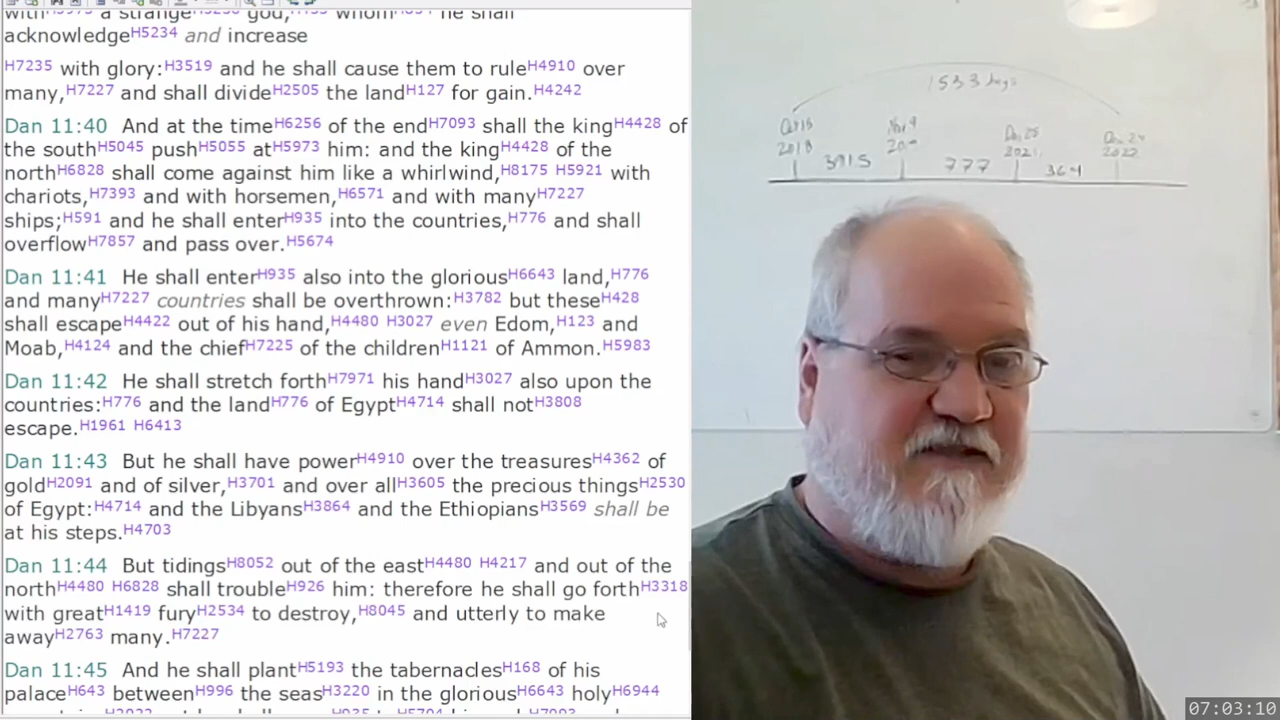 acknowledgeH5234 and increase
H7235 with glory:H3519 and he shall cause them to ruleH4910 over
many,H7227 and shall divideH2505 the landH127 for gain.H4242
Dan 11:40 And at the timeH6256 of the endH7093 shall the kingH4428 of
the southH5045 pushH5055 atH5973 him: and the kingH4428 of the
northH6828 shall come against him like a whirlwind,H8175 H5921 with
chariots,H7393 and with horsemen,H6571 and with manyH7227
ships;H591 and he shall enterH935 into the countries,H776 and shall
overflowH7857 and pass over.H5674
Dan 11:41 He shall enterH935 also into the gloriousH6643 land,H776
and manyH7227 countries shall be overthrown:H3782 but theseH428
shall escapeH4422 out of his hand,H4480 H3027 even Edom,H123 and
Moab,H4124 and the chiefH7225 of the childrenH1121 of Ammon.H5983
Dan 11:42 He shall stretch forthH7971 his handH3027 also upon the
countries:H776 and the landH776 of EgyptH4714 shall notH3808
escape.H1961 H6413
Dan 11:43 But he shall have powerH4910 over the treasuresH4362 of
goldH2091 and of silver,H3701 and over allH3605 the precious thingsH2530
of Egypt:H4714 and the LibyansH3864 and the EthiopiansH3569 shall be
at his steps.H4703
Dan 11:44 But tidingsH8052 out of the eastH4480 H4217 and out of the
northH4480 H6828 shall troubleH926 him: therefore he shall go forthH3318
with greatH1419 furyH2534 to destroy,H8045 and utterly to make
awayH2763 many.H7227
Dan 11:45 And he shall plantH5193 the tabernaclesH168 of his
palaceH643 betweenH996 the seasH3220 in the gloriousH6643 holyH6944
1533 days
2018
2021
2022
777
364
07:03:10